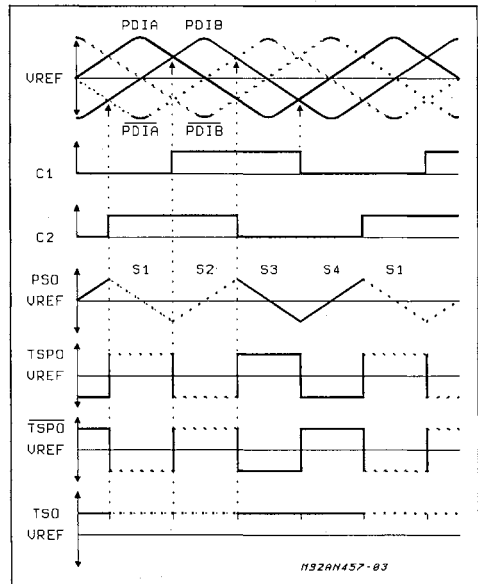 PDIA PDIB
VREF
PDIA PDIB
C1
C2
S1 S2 S3 S4 S1
PSO
VREF
TSPO
VREF
TSPO
VREF
TSO
VREF
M92AN457-03